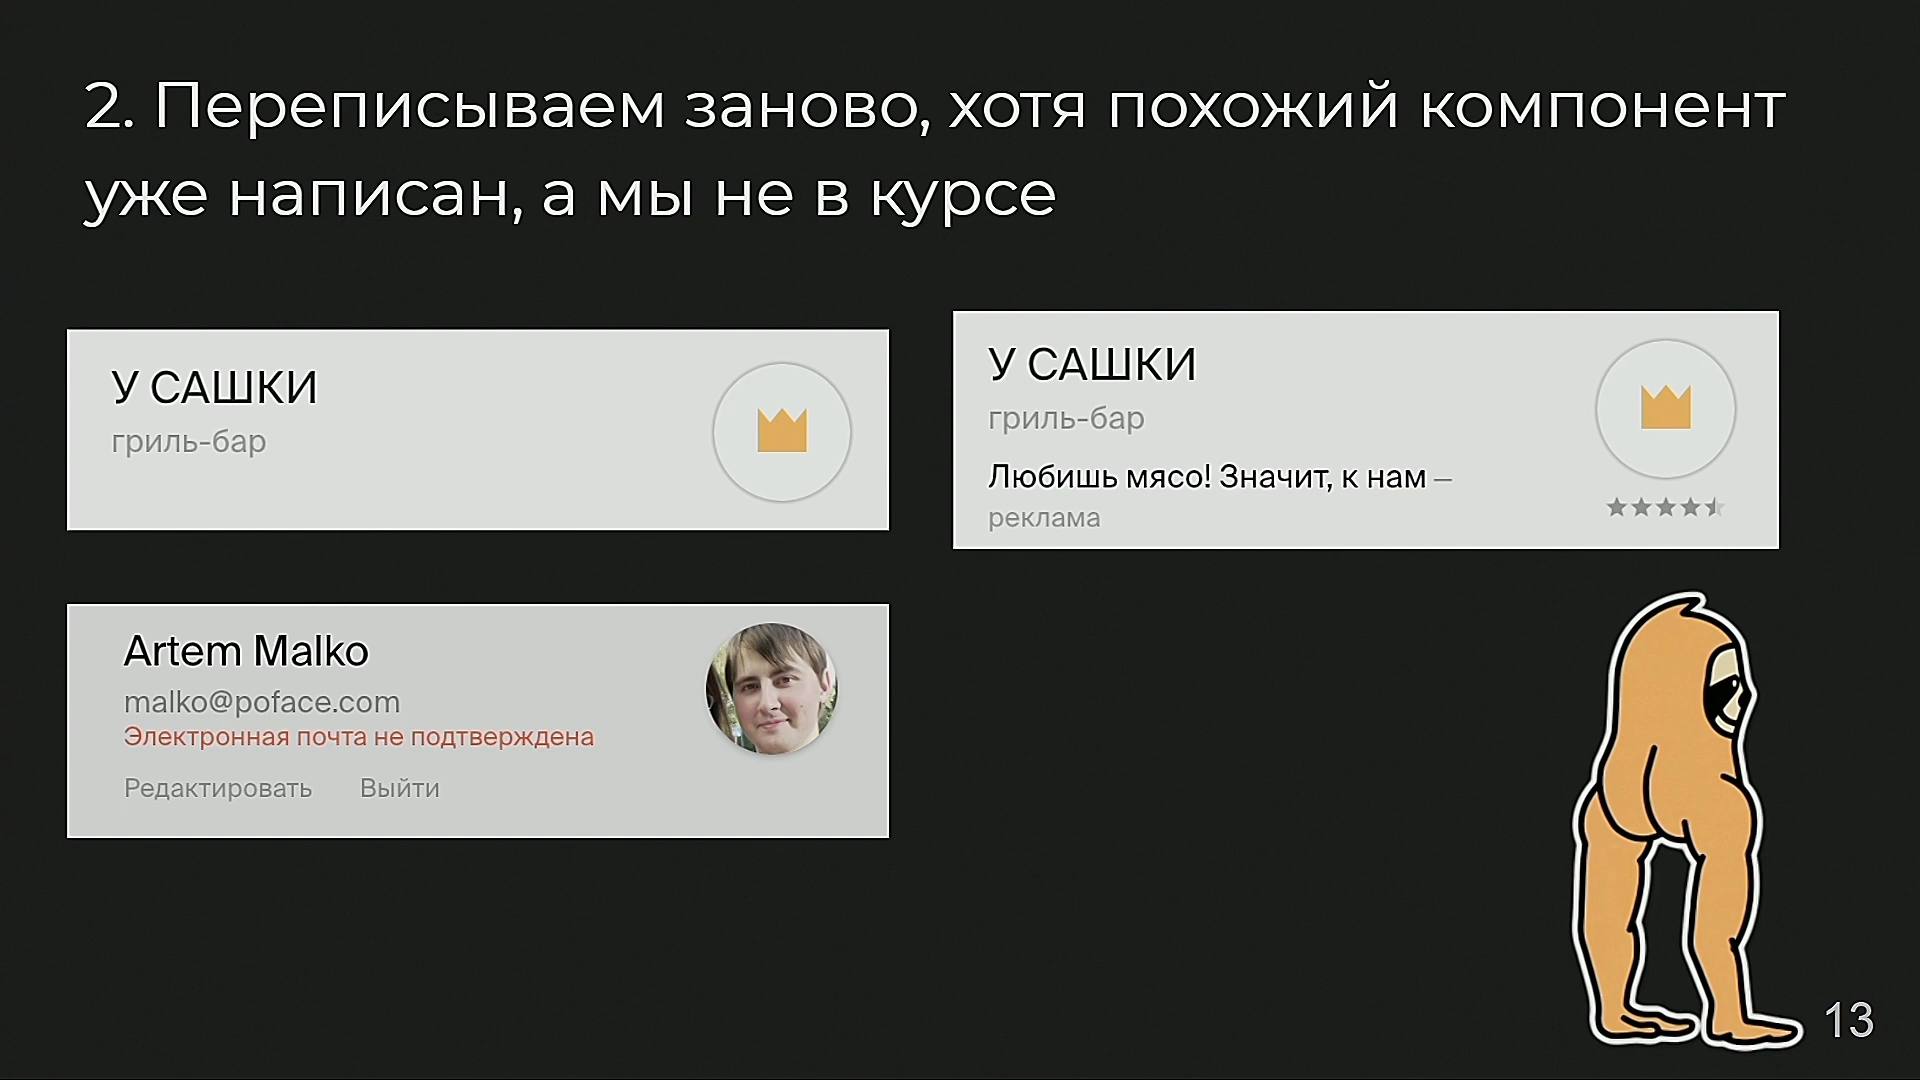 2. Переписываем заново, хотя похожий компонент
уже написан, а мы не в курсе
У САШКИ
гриль-бар
У САШКИ
гриль-бар
Любишь мясо! Значит, к нам –
реклама
Artem Malko
malko@poface.com
Электронная почта не подтверждена
Редактировать Выйти
13